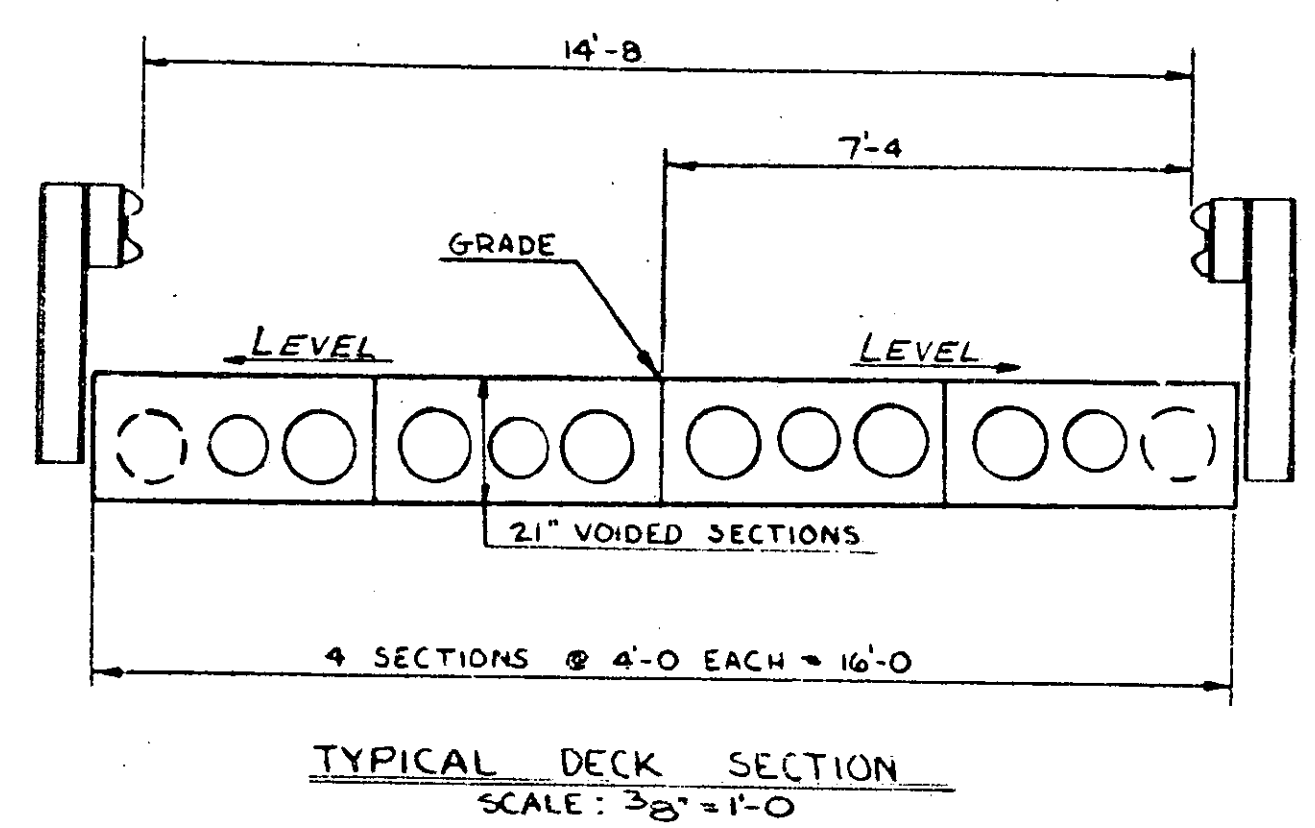 14'-8
7'-4
GRADE
LEVEL
LEVEL
21" VOIDED SECTIONS
4 SECTIONS @ 4'-0 EACH = 16'-0
TYPICAL DECK SECTION
SCALE: 3/8" = 1'-0